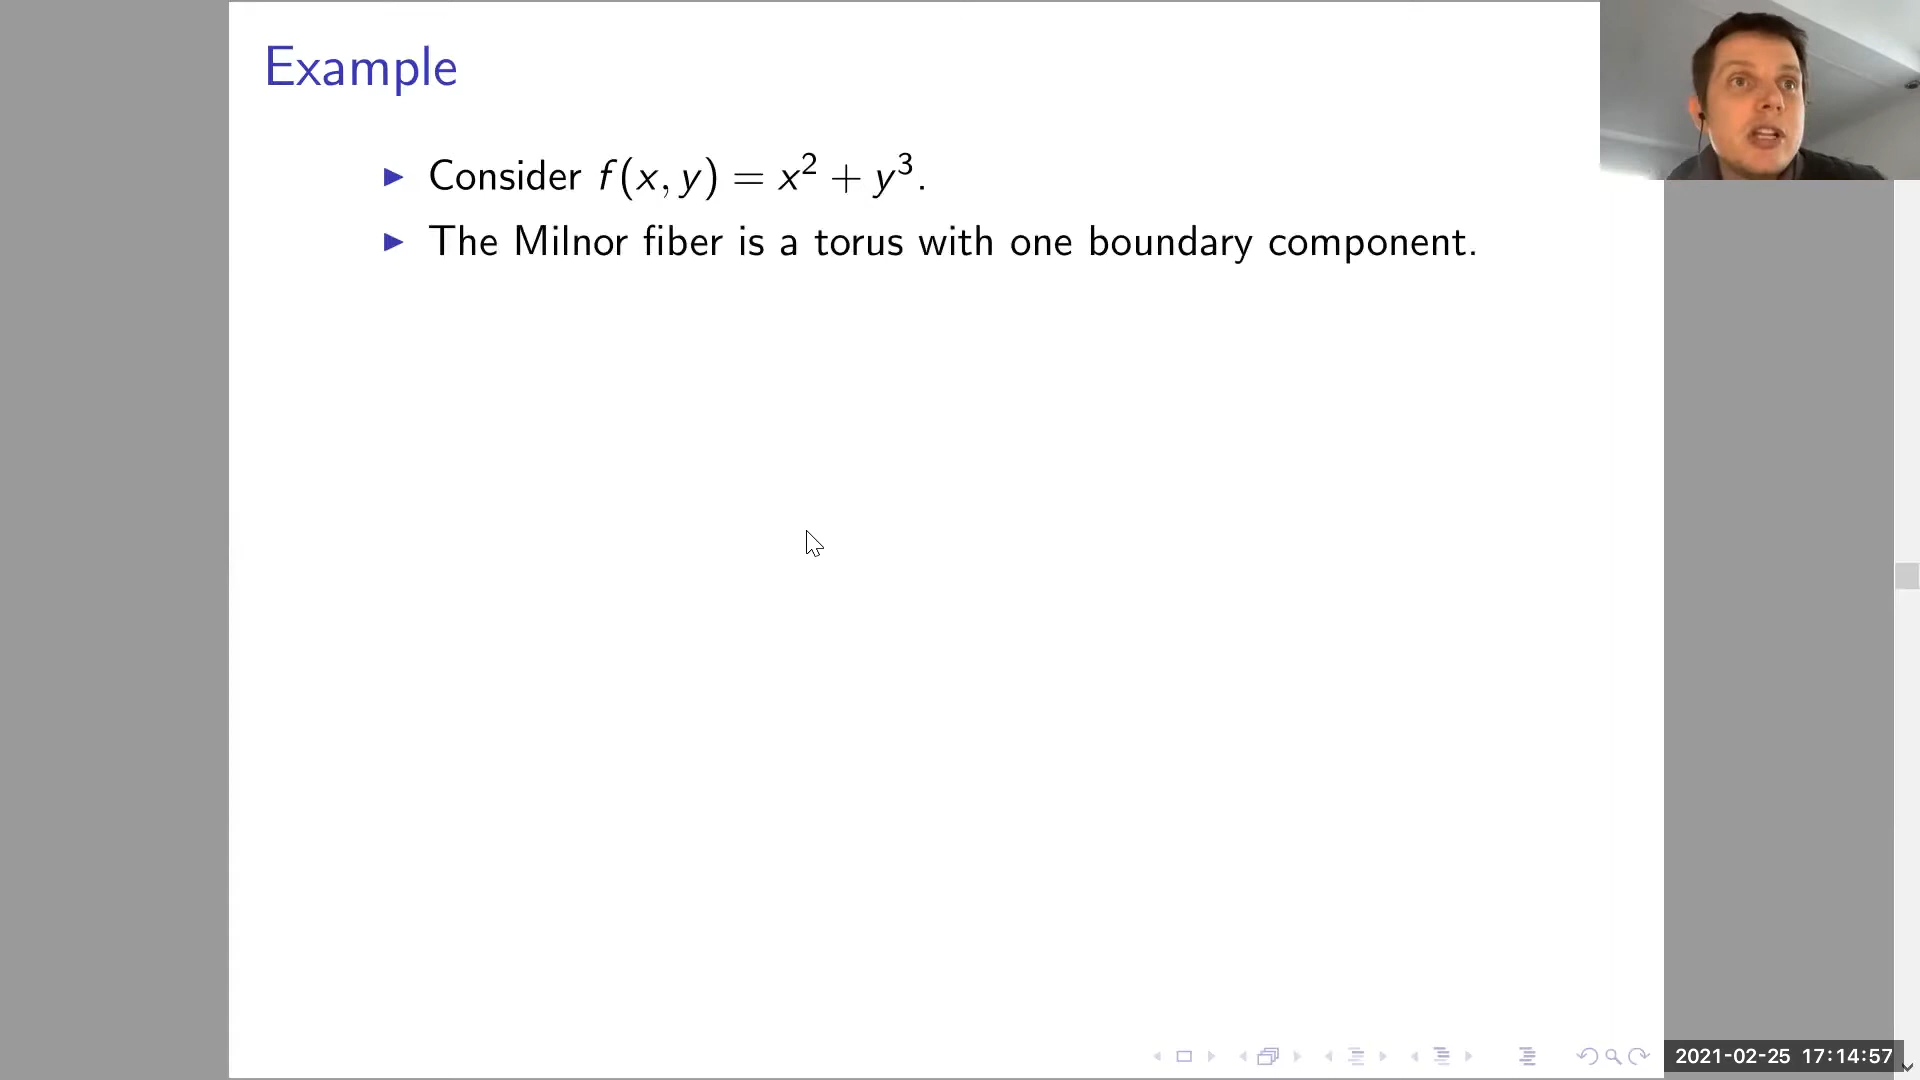 Example
▶ Consider f(x, y) = x² + y³.
▶ The Milnor fiber is a torus with one boundary component.
2021-02-25 17:14:57